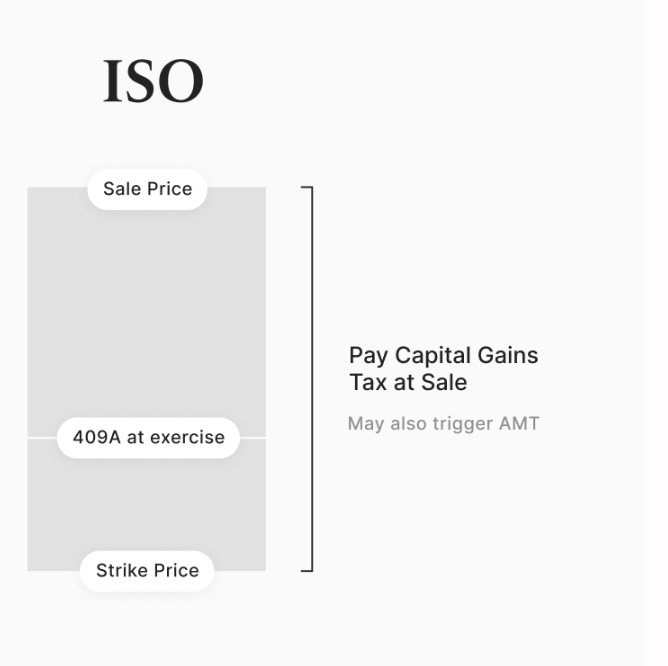 ISO
Sale Price
Pay Capital Gains
Tax at Sale
May also trigger AMT
409A at exercise
Strike Price